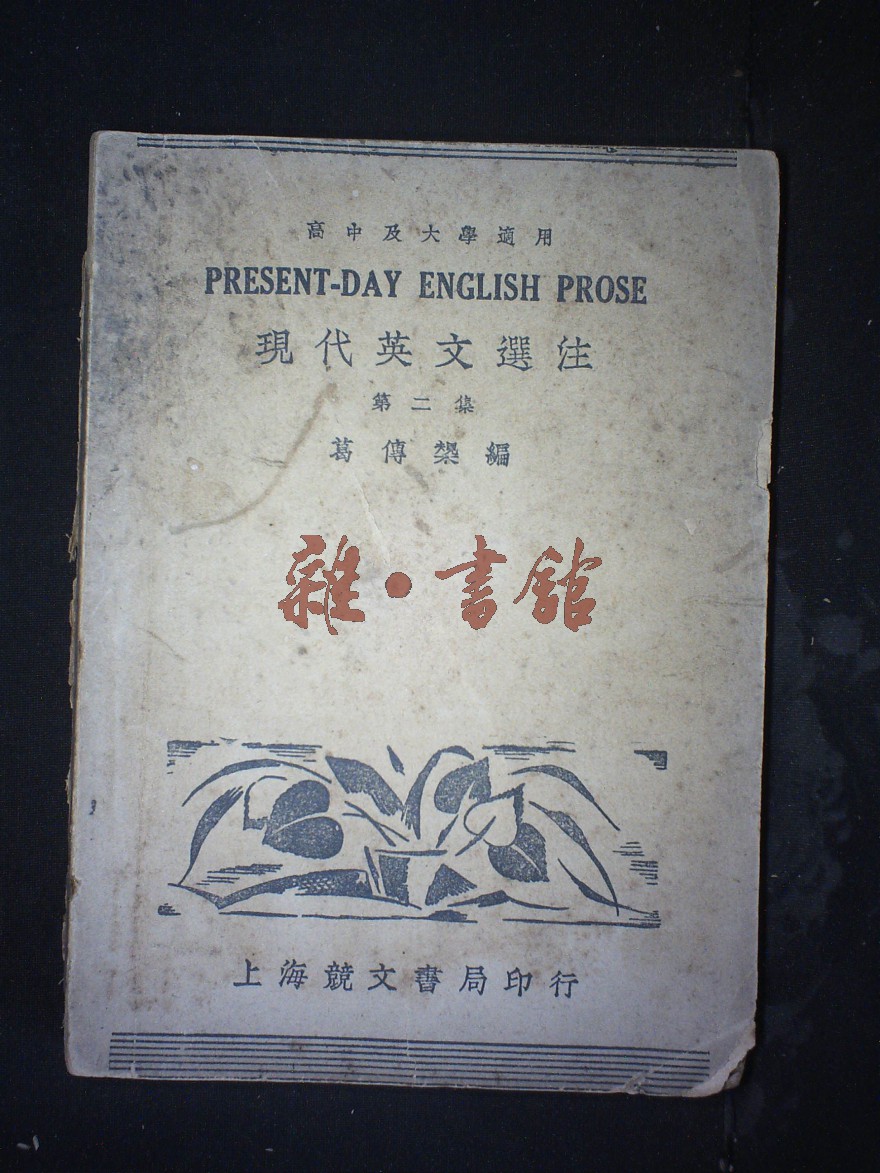 高中及大學適用
PRESENT-DAY ENGLISH PROSE
現代英文選注
第二集
葛傳槼編
雜·書館
上海競文書局印行